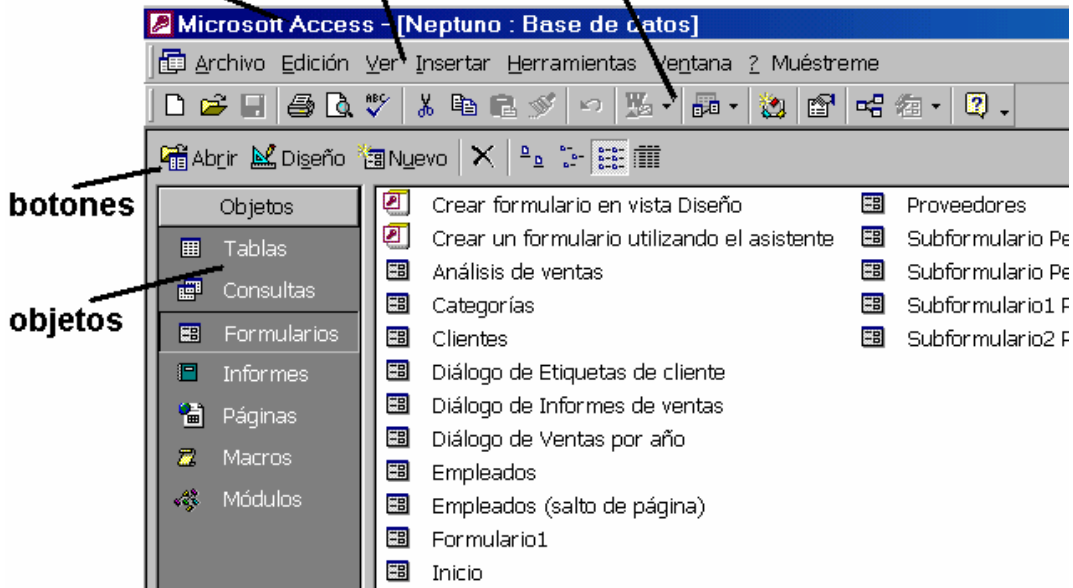 Microsoft Access - [Neptuno : Base de datos]
Archivo Edición Ver Insertar Herramientas Ventana ? Muéstreme
Abrir Diseño Nuevo
botones
objetos
Objetos
Tablas
Consultas
Formularios
Informes
Páginas
Macros
Módulos
Crear formulario en vista Diseño
Crear un formulario utilizando el asistente
Análisis de ventas
Categorías
Clientes
Diálogo de Etiquetas de cliente
Diálogo de Informes de ventas
Diálogo de Ventas por año
Empleados
Empleados (salto de página)
Formulario1
Inicio
Proveedores
Subformulario Pe
Subformulario Pe
Subformulario1 P
Subformulario2 P